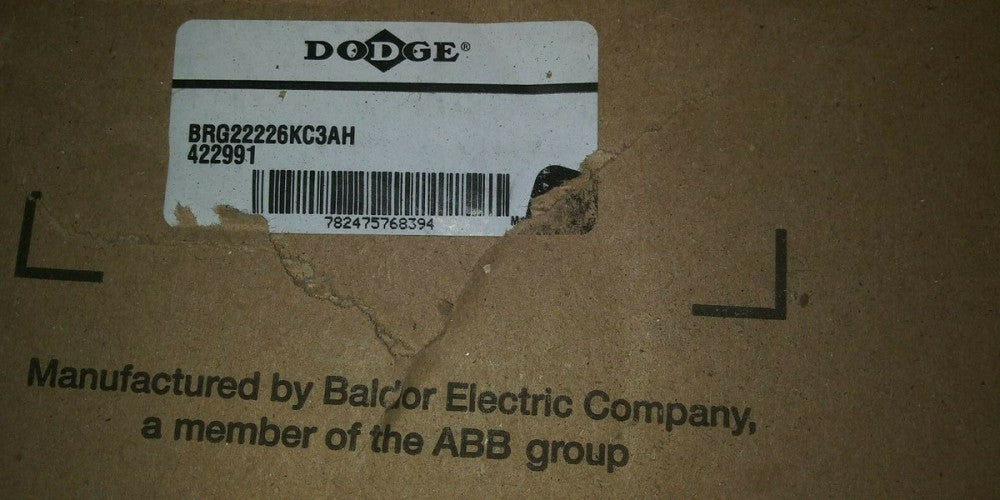 DODGE®
BRG22226KC3AH
422991
782475768394
Manufactured by Baldor Electric Company,
a member of the ABB group